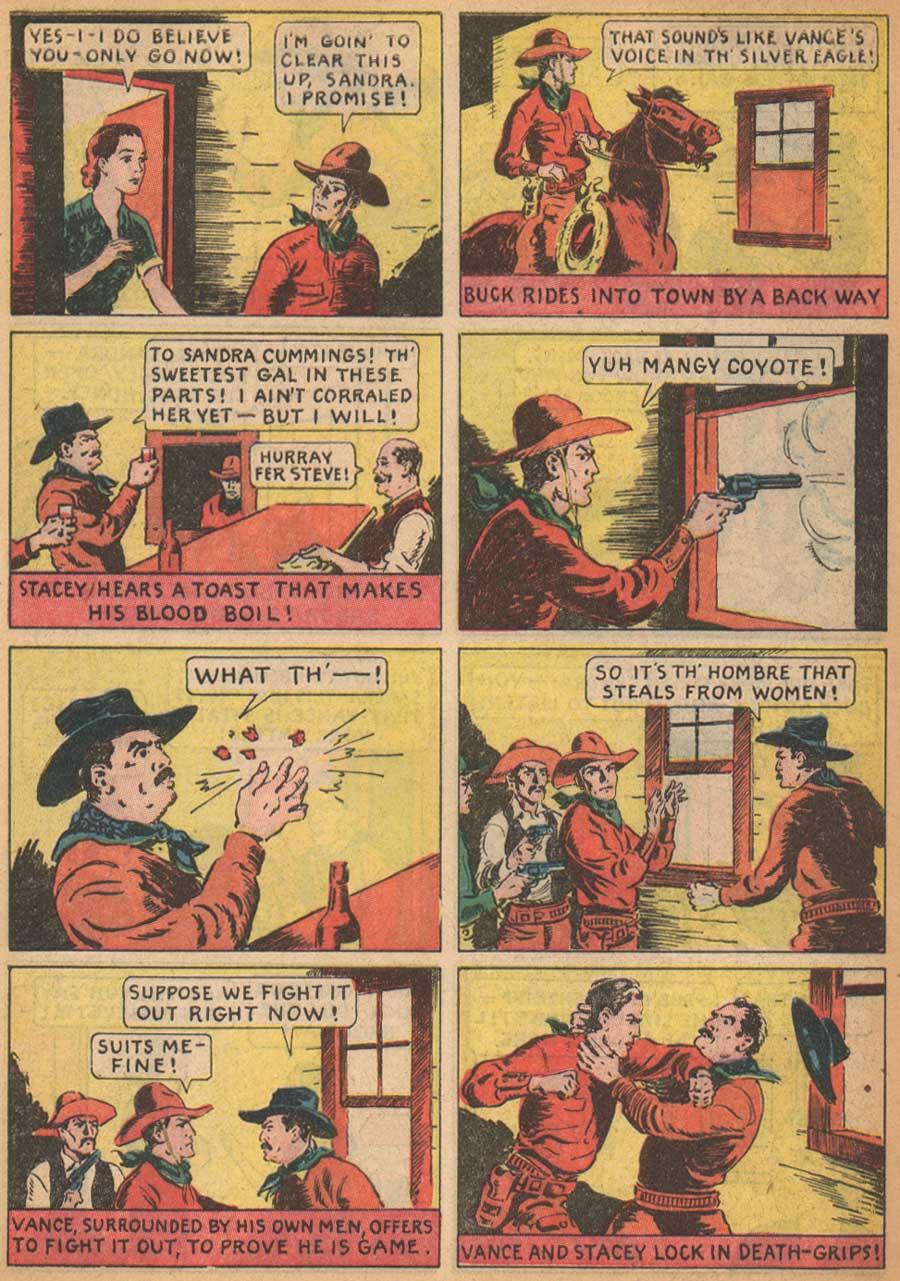 YES-I-I DO BELIEVE
YOU-ONLY GO NOW!
I'M GOIN' TO
CLEAR THIS
UP, SANDRA.
I PROMISE!
THAT SOUND'S LIKE VANCE'S
VOICE IN TH' SILVER EAGLE!
BUCK RIDES INTO TOWN BY A BACK WAY
TO SANDRA CUMMINGS! TH'
SWEETEST GAL IN THESE
PARTS! I AIN'T CORRALED
HER YET — BUT I WILL!
HURRAY
FER STEVE!
STACEY/HEARS A TOAST THAT MAKES
HIS BLOOD BOIL!
YUH MANGY COYOTE!
WHAT TH'—!
SO IT'S TH' HOMBRE THAT
STEALS FROM WOMEN!
SUPPOSE WE FIGHT IT
OUT RIGHT NOW!
SUITS ME-
FINE!
VANCE, SURROUNDED BY HIS OWN MEN, OFFERS
TO FIGHT IT OUT, TO PROVE HE IS GAME.
VANCE AND STACEY LOCK IN DEATH-GRIPS!